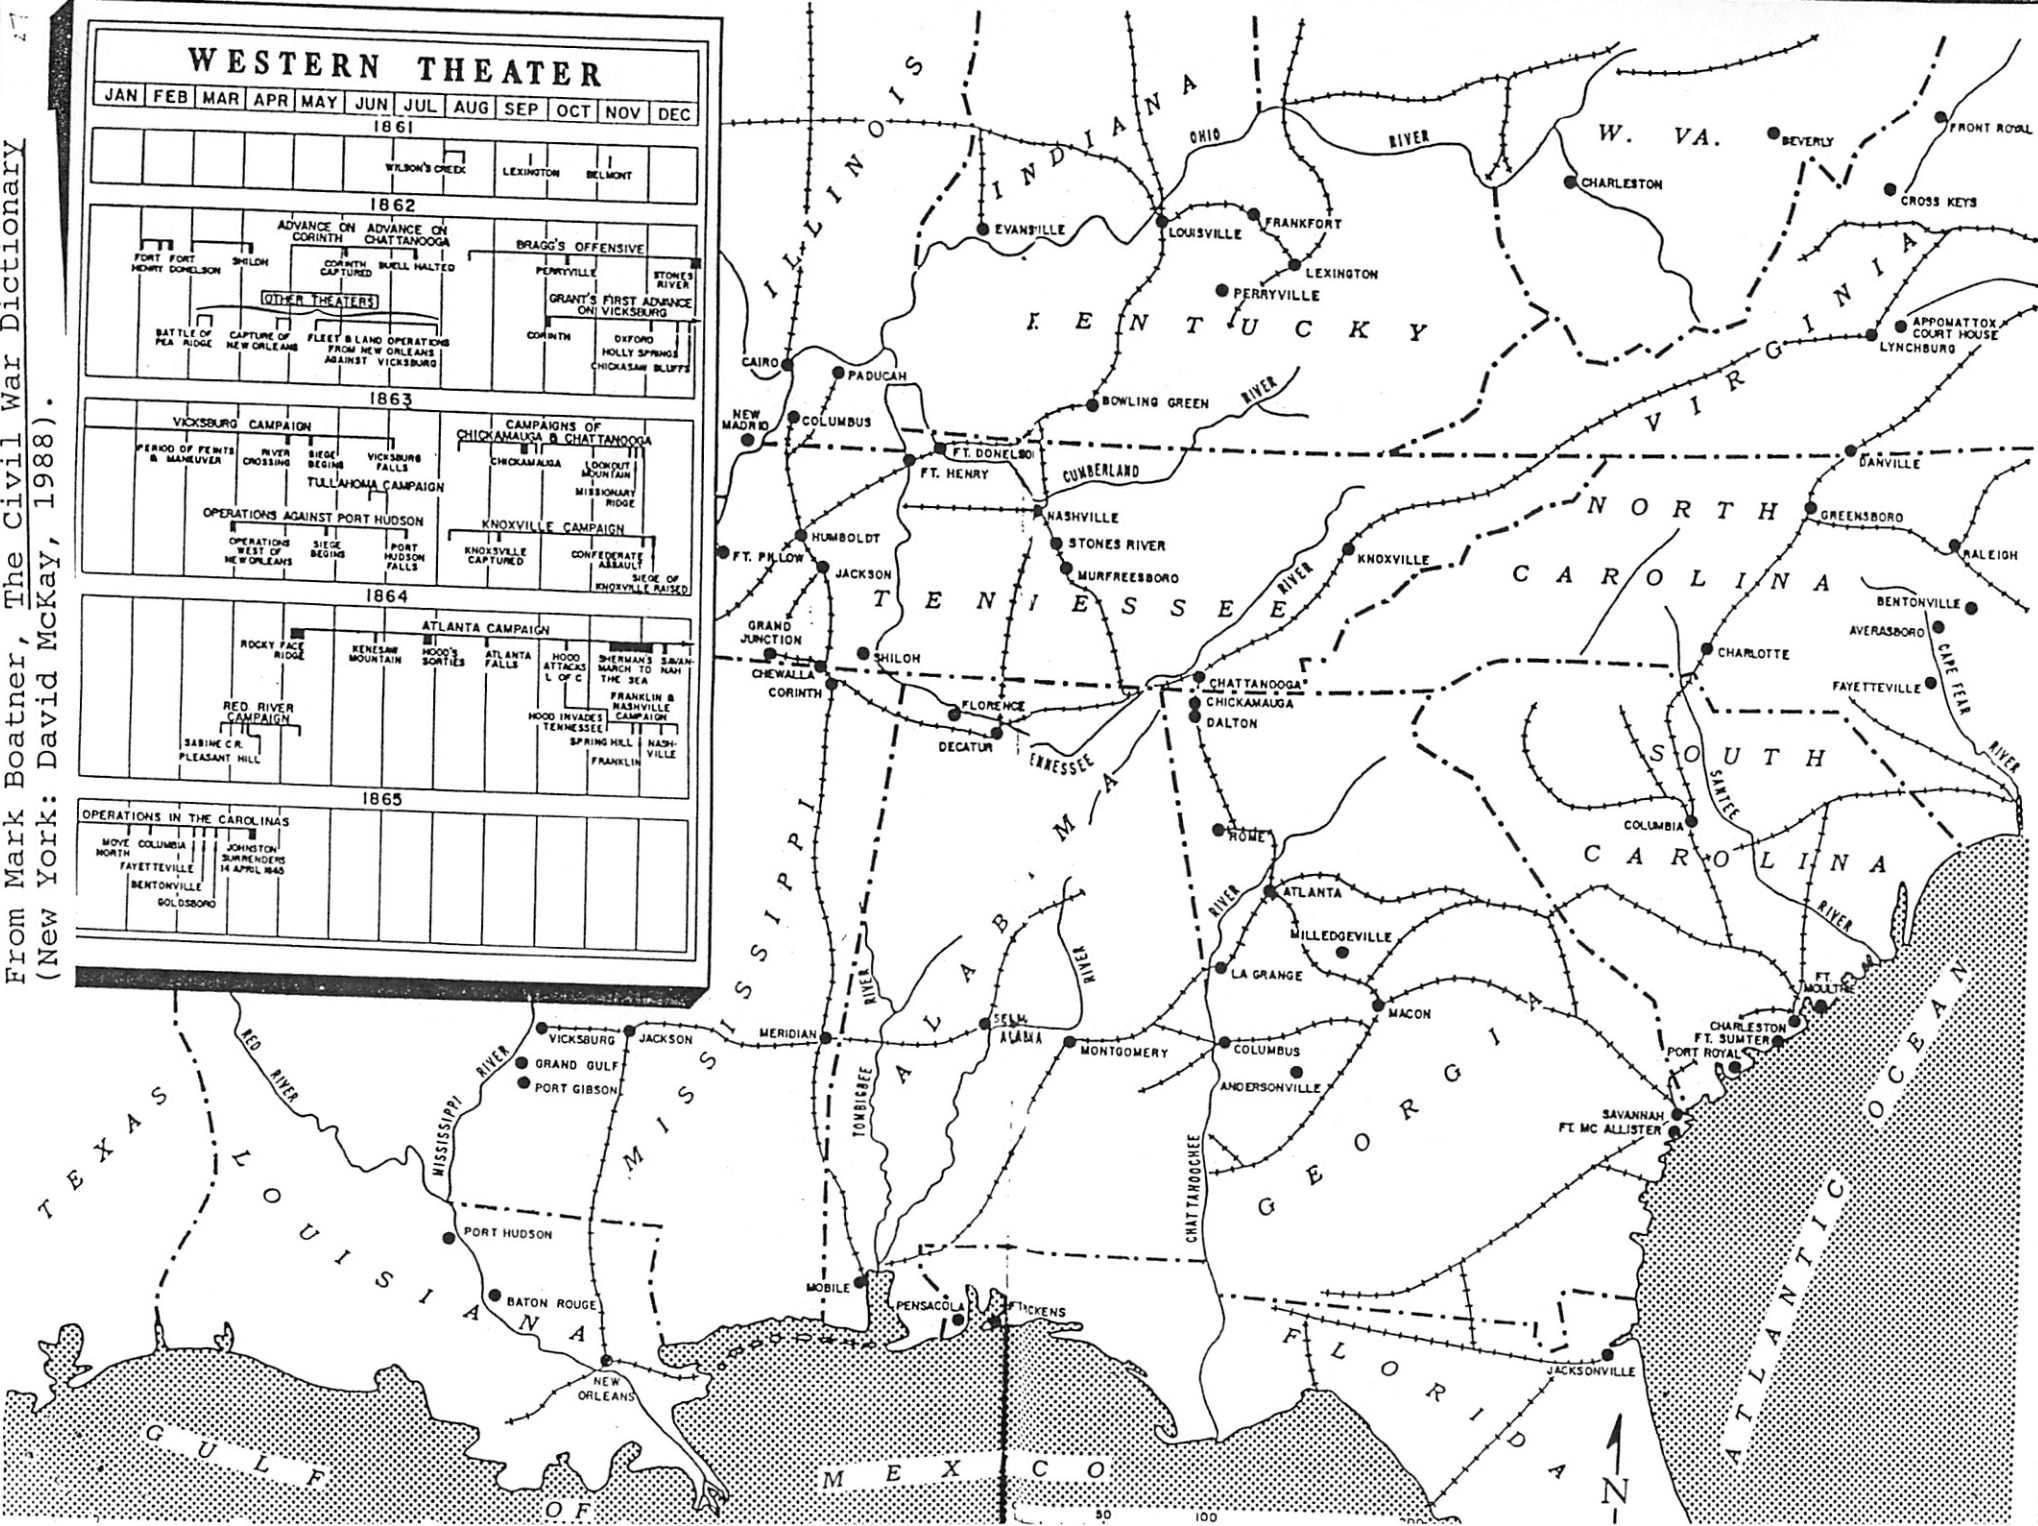 From Mark Boatner, The Civil War Dictionary
(New York: David McKay, 1988).
WESTERN THEATER
JAN FEB MAR APR MAY JUN JUL AUG SEP OCT NOV DEC
1861
WILSON'S CREEK
LEXINGTON
BELMONT
1862
FORT HENRY
FORT DONELSON
SHILOH
ADVANCE ON CORINTH
CORINTH CAPTURED
ADVANCE ON CHATTANOOGA
BUELL HALTED
BRAGG'S OFFENSIVE
PERRYVILLE
STONES RIVER
OTHER THEATERS
BATTLE OF PEA RIDGE
CAPTURE OF NEW ORLEANS
FLEET & LAND OPERATIONS
FROM NEW ORLEANS
AGAINST VICKSBURG
GRANT'S FIRST ADVANCE
ON VICKSBURG
CORINTH
OXFORD
HOLLY SPRINGS
CHICKASAW BLUFFS
1863
VICKSBURG CAMPAIGN
PERIOD OF FEINTS
& MANEUVER
RIVER CROSSING
SIEGE BEGINS
VICKSBURG FALLS
TULLAHOMA CAMPAIGN
CAMPAIGNS OF
CHICKAMAUGA & CHATTANOOGA
CHICKAMAUGA
LOOKOUT MOUNTAIN
MISSIONARY RIDGE
OPERATIONS AGAINST PORT HUDSON
OPERATIONS WEST OF NEW ORLEANS
SIEGE BEGINS
PORT HUDSON FALLS
KNOXVILLE CAMPAIGN
KNOXSVILLE CAPTURED
CONFEDERATE ASSAULT
SIEGE OF
KNOXVILLE RAISED
1864
ATLANTA CAMPAIGN
ROCKY FACE RIDGE
KENESAW MOUNTAIN
HOOD'S SORTIES
ATLANTA FALLS
HOOD ATTACKS L OF C
SHERMAN'S MARCH TO THE SEA
SAVAN-
NAH
RED RIVER CAMPAIGN
SABINE C.R.
PLEASANT HILL
HOOD INVADES TENNESSEE
FRANKLIN & NASHVILLE CAMPAIGN
SPRING HILL
FRANKLIN
NASH-
VILLE
1865
OPERATIONS IN THE CAROLINAS
MOVE NORTH
COLUMBIA
FAYETTEVILLE
BENTONVILLE
GOLDSBORO
JOHNSTON
SURRENDERS
ILLINOIS
INDIANA
OHIO RIVER
W. VA.
BEVERLY
FRONT ROYAL
CHARLESTON
CROSS KEYS
EVANSVILLE
LOUISVILLE
FRANKFORT
LEXINGTON
PERRYVILLE
KENTUCKY
VIRGINIA
APPOMATTOX
COURT HOUSE
LYNCHBURG
CAIRO
PADUCAH
NEW MADRID
COLUMBUS
BOWLING GREEN
RIVER
CUMBERLAND
FT. DONELSON
FT. HENRY
DANVILLE
NASHVILLE
STONES RIVER
MURFREESBORO
HUMBOLDT
FT. PILLOW
JACKSON
KNOXVILLE
RIVER
NORTH
CAROLINA
GREENSBORO
RALEIGH
BENTONVILLE
AVERASBORO
CAPE FEAR RIVER
FAYETTEVILLE
CHARLOTTE
TENNESSEE
GRAND JUNCTION
SHILOH
CHEWALLA
CORINTH
CHATTANOOGA
CHICKAMAUGA
DALTON
FLORENCE
DECATUR
TENNESSEE
SOUTH
CAROLINA
SANTEE RIVER
COLUMBIA
ROME
ATLANTA
RIVER
MILLEDGEVILLE
LA GRANGE
MACON
FT. MOULTRIE
CHARLESTON
FT. SUMTER
PORT ROYAL
SAVANNAH
FT. MC ALLISTER
MISSISSIPPI
ALABAMA
RIVER
RIVER
SELMA
ALABAMA
MONTGOMERY
COLUMBUS
ANDERSONVILLE
GEORGIA
MERIDIAN
JACKSON
VICKSBURG
GRAND GULF
PORT GIBSON
RIVER
MISSISSIPPI
RED RIVER
TOMBIGBEE
CHATTAHOOCHEE
TEXAS
LOUISIANA
PORT HUDSON
BATON ROUGE
NEW ORLEANS
MOBILE
PENSACOLA
JACKSONVILLE
FLORIDA
GULF
OF
MEXCO
ATLANTIC OCEAN
N
50
100